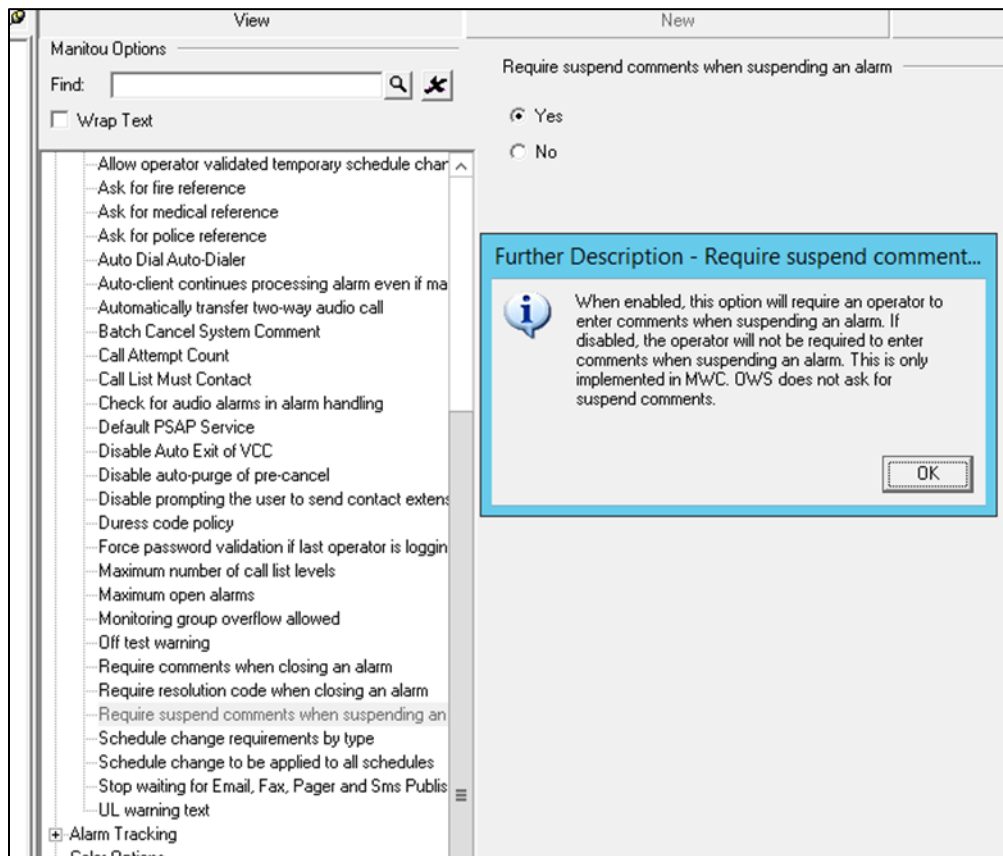 View
New
Manitou Options
Find:
Wrap Text
Allow operator validated temporary schedule char
Ask for fire reference
Ask for medical reference
Ask for police reference
Auto Dial Auto-Dialer
Auto-client continues processing alarm even if ma
Automatically transfer two-way audio call
Batch Cancel System Comment
Call Attempt Count
Call List Must Contact
Check for audio alarms in alarm handling
Default PSAP Service
Disable Auto Exit of VCC
Disable auto-purge of pre-cancel
Disable prompting the user to send contact extens
Duress code policy
Force password validation if last operator is loggin
Maximum number of call list levels
Maximum open alarms
Monitoring group overflow allowed
Off test warning
Require comments when closing an alarm
Require resolution code when closing an alarm
Require suspend comments when suspending an
Schedule change requirements by type
Schedule change to be applied to all schedules
Stop waiting for Email, Fax, Pager and Sms Publis
UL warning text
Alarm Tracking
Color Options
Require suspend comments when suspending an alarm
Yes
No
Further Description - Require suspend comment...
When enabled, this option will require an operator to
enter comments when suspending an alarm. If
disabled, the operator will not be required to enter
comments when suspending an alarm. This is only
implemented in MWC. OWS does not ask for
suspend comments.
OK